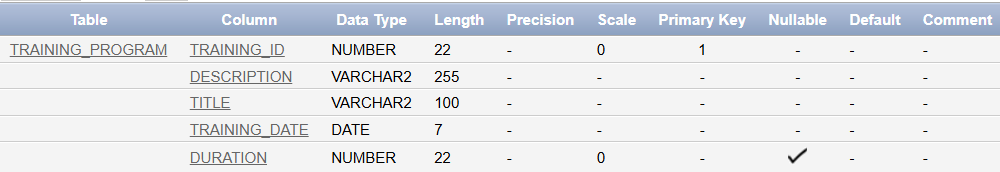 Table Column Data Type Length Precision Scale Primary Key Nullable Default Comment
TRAINING_PROGRAM TRAINING_ID NUMBER 22 - 0 1 - - -
DESCRIPTION VARCHAR2 255 - - - - - -
TITLE VARCHAR2 100 - - - - - -
TRAINING_DATE DATE 7 - - - - - -
DURATION NUMBER 22 - 0 - ✓ - -